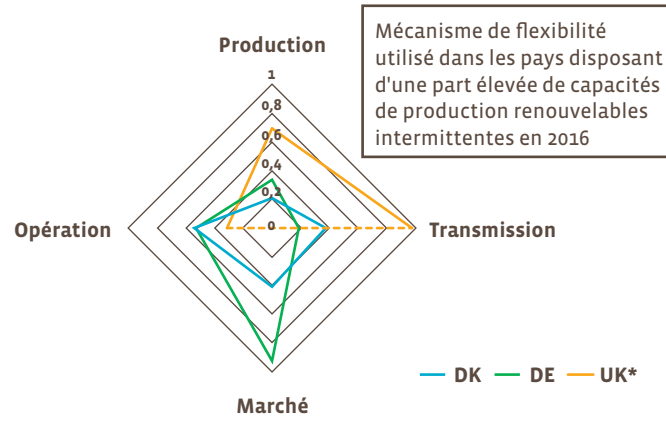 Mécanisme de flexibilité
utilisé dans les pays disposant
d'une part élevée de capacités
de production renouvelables
intermittentes en 2016
Production
1
0,8
0,6
0,4
0,2
0
Opération
Transmission
Marché
DK
DE
UK*